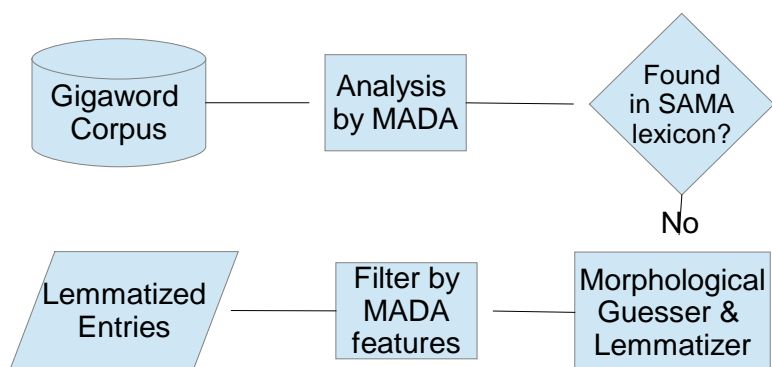 Gigaword
Corpus
Analysis
by MADA
Found
in SAMA
lexicon?
No
Morphological
Guesser &
Lemmatizer
Filter by
MADA
features
Lemmatized
Entries